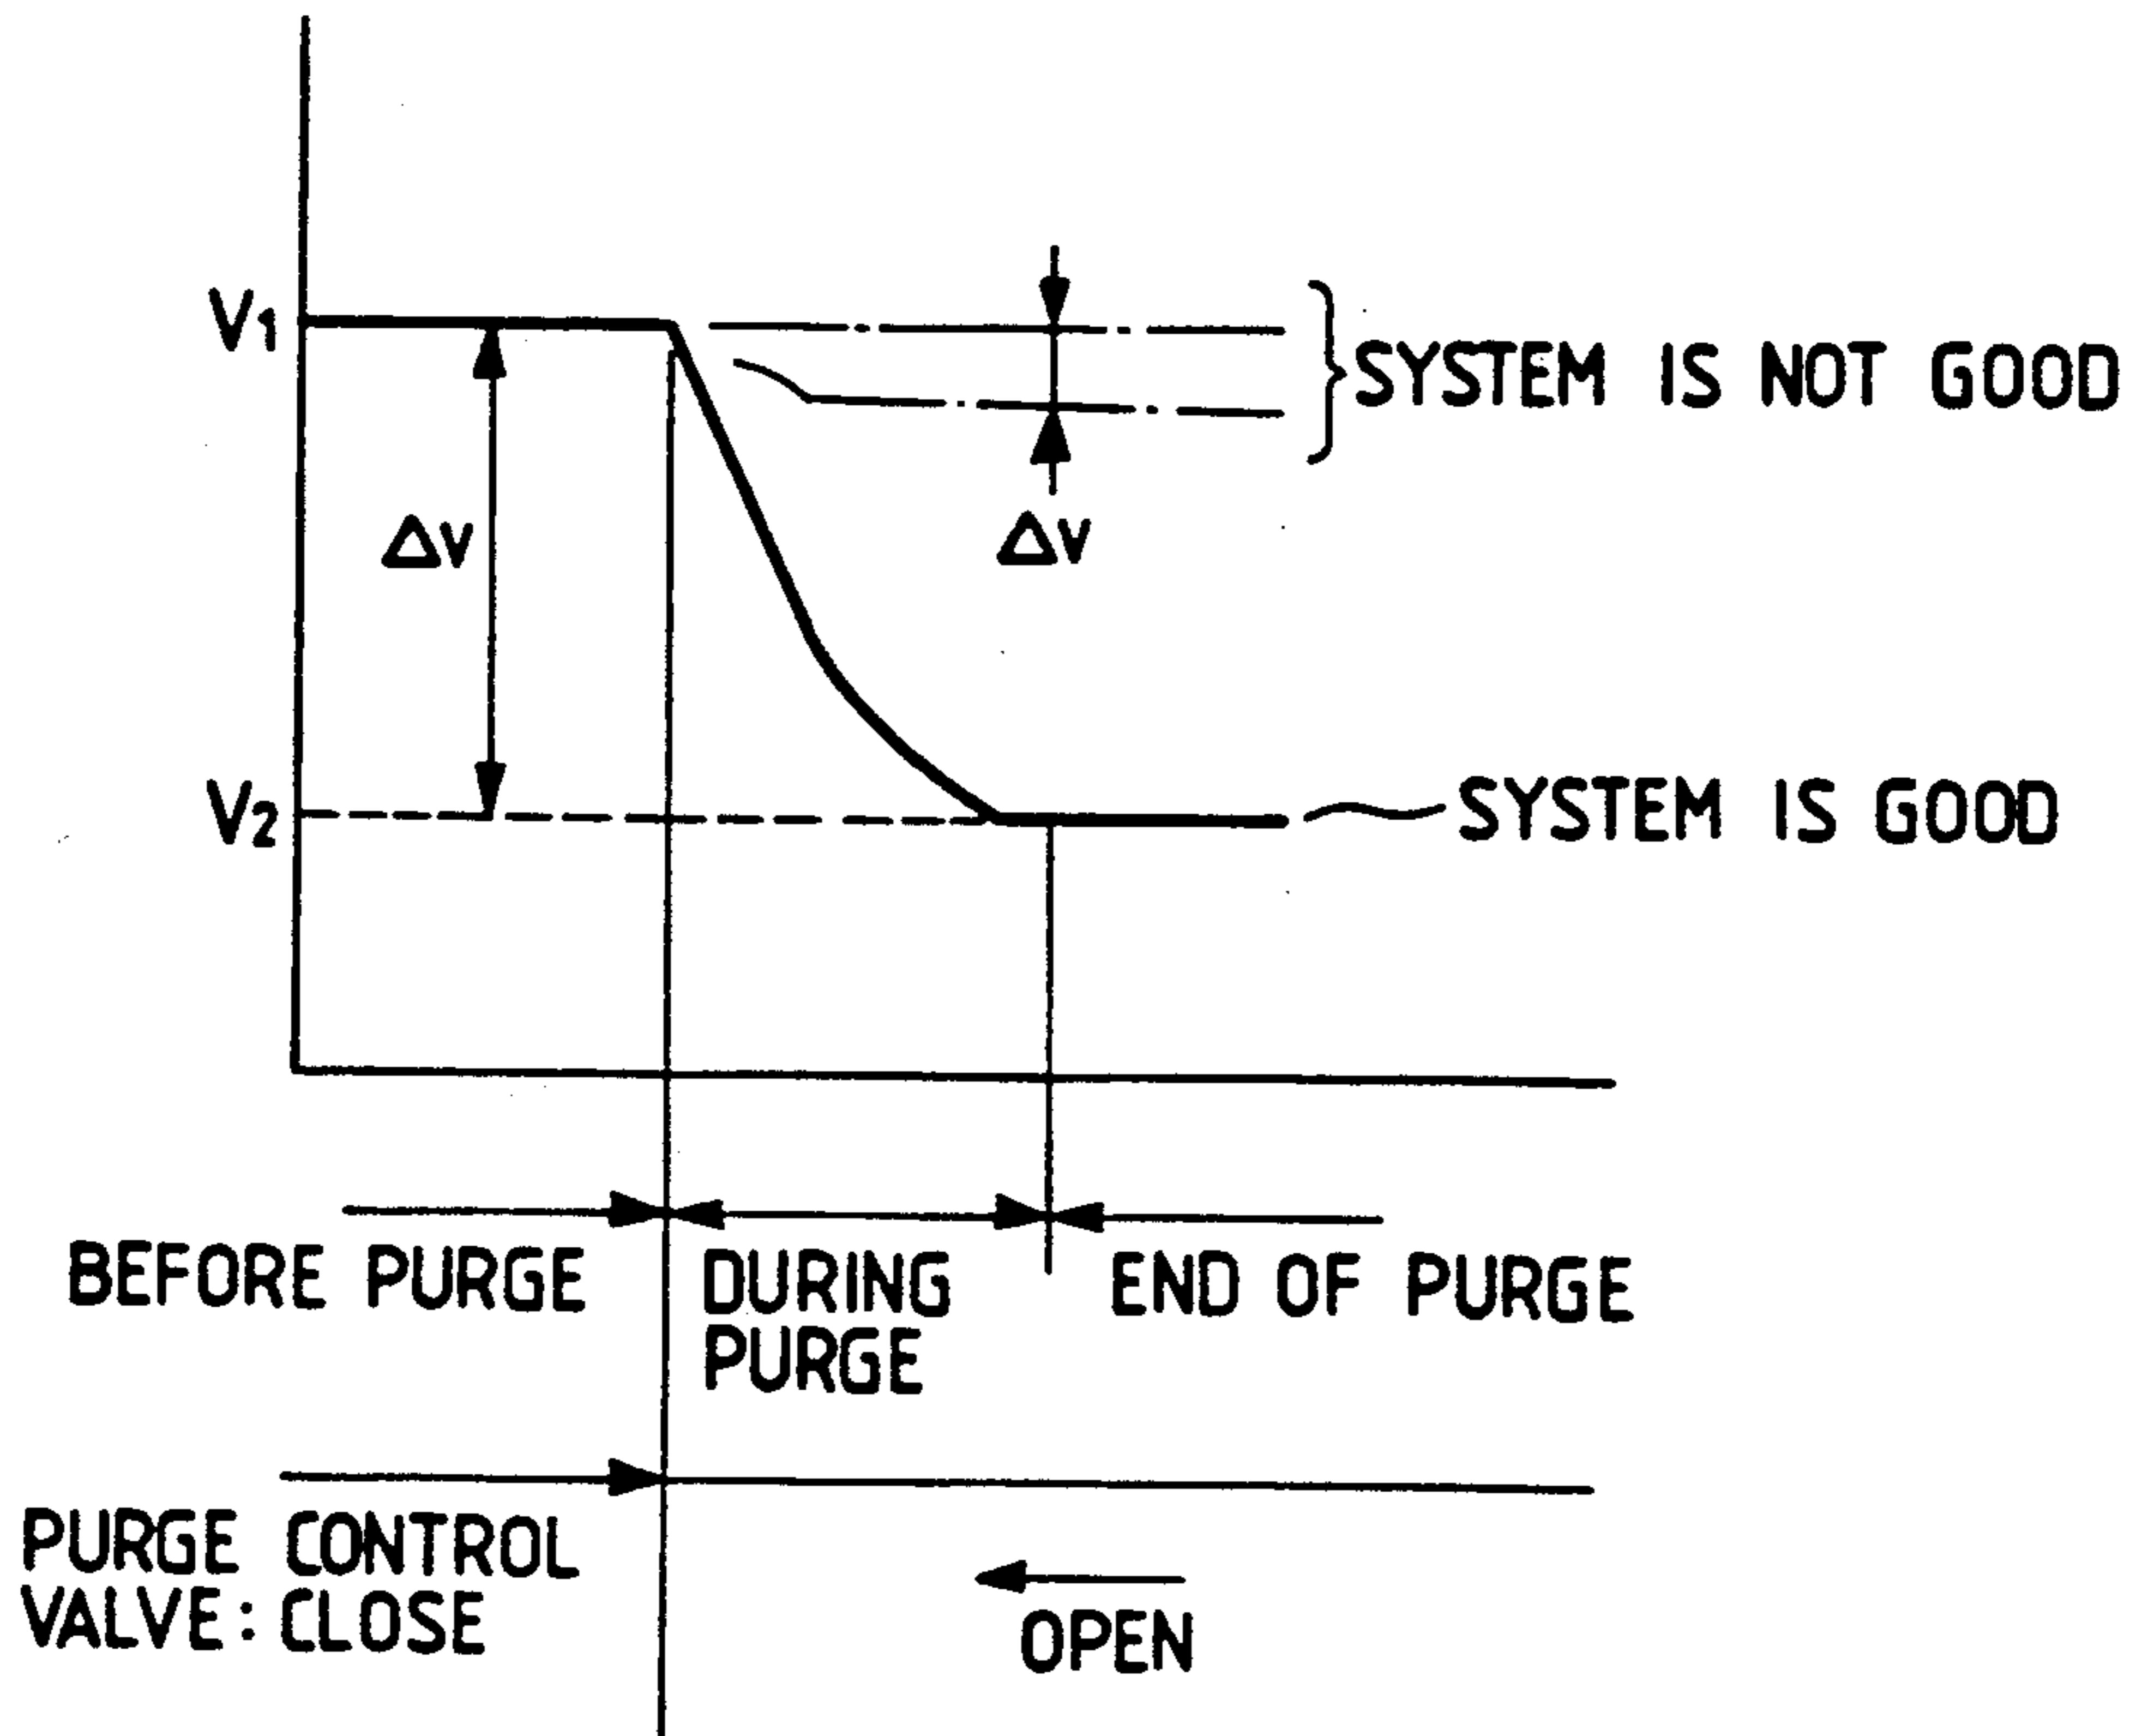 V1
SYSTEM IS NOT GOOD
ΔV
ΔV
V2
SYSTEM IS GOOD
BEFORE PURGE
DURING
PURGE
END OF PURGE
PURGE CONTROL
VALVE: CLOSE
OPEN